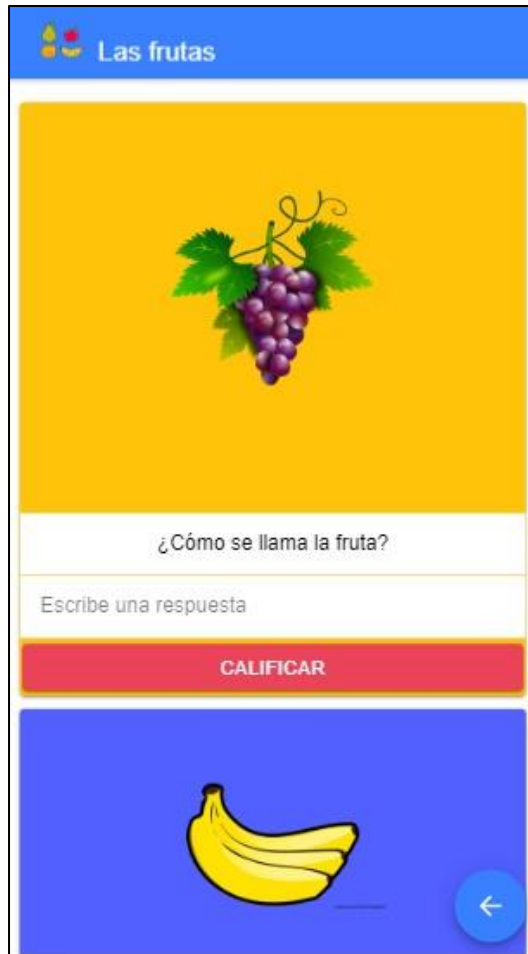 Las frutas
¿Cómo se llama la fruta?
Escribe una respuesta
CALIFICAR